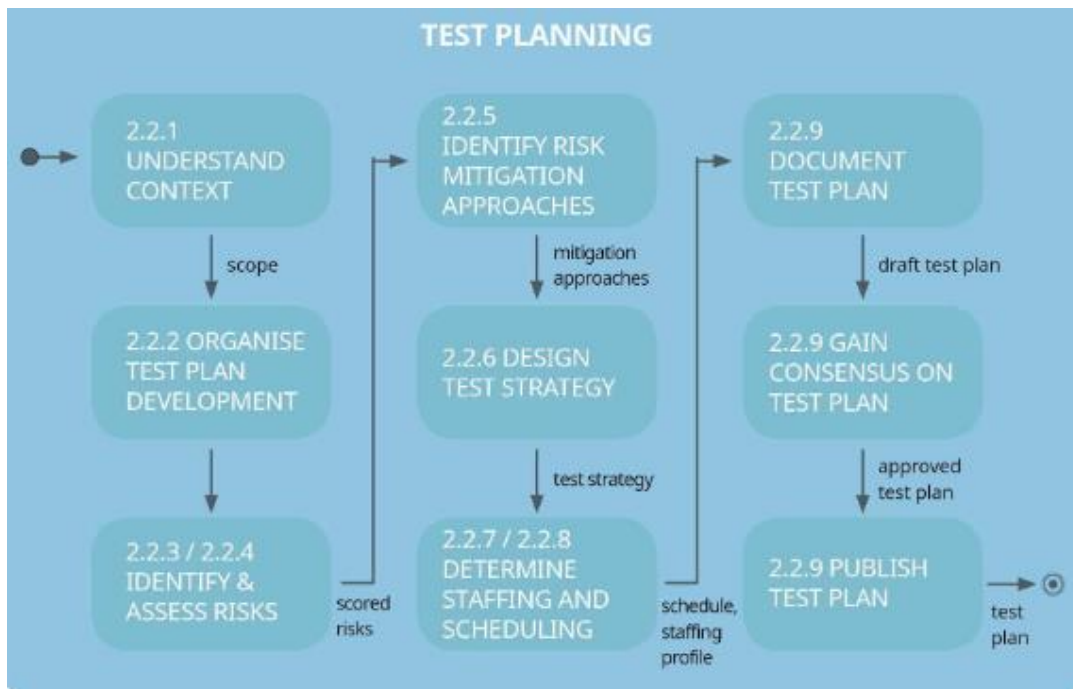 TEST PLANNING
2.2.1
UNDERSTAND
CONTEXT
scope
2.2.2 ORGANISE
TEST PLAN
DEVELOPMENT
2.2.3 / 2.2.4
IDENTIFY &
ASSESS RISKS
scored
risks
2.2.5
IDENTIFY RISK
MITIGATION
APPROACHES
mitigation
approaches
2.2.6 DESIGN
TEST STRATEGY
test strategy
2.2.7 / 2.2.8
DETERMINE
STAFFING AND
SCHEDULING
schedule,
staffing
profile
2.2.9
DOCUMENT
TEST PLAN
draft test plan
2.2.9 GAIN
CONSENSUS ON
TEST PLAN
approved
test plan
2.2.9 PUBLISH
TEST PLAN
test
plan